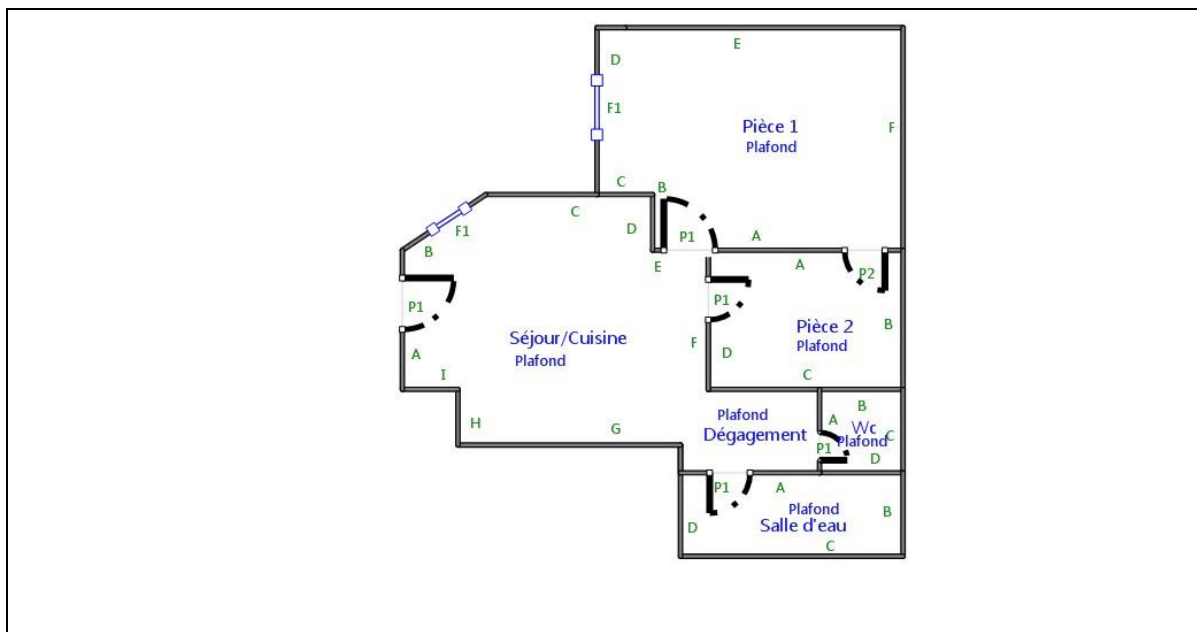 E
D
F1
Pièce 1
F
Plafond
C
B
C
F1
D
P1
A
B
E
A
P2
P1
P1
Pièce 2
B
Séjour/Cuisine
F
Plafond
A
Plafond
D
I
C
H
G
Plafond
Dégagement
A
B
Wc
C
Plafond
P1
D
P1
A
Plafond
B
Salle d'eau
D
C